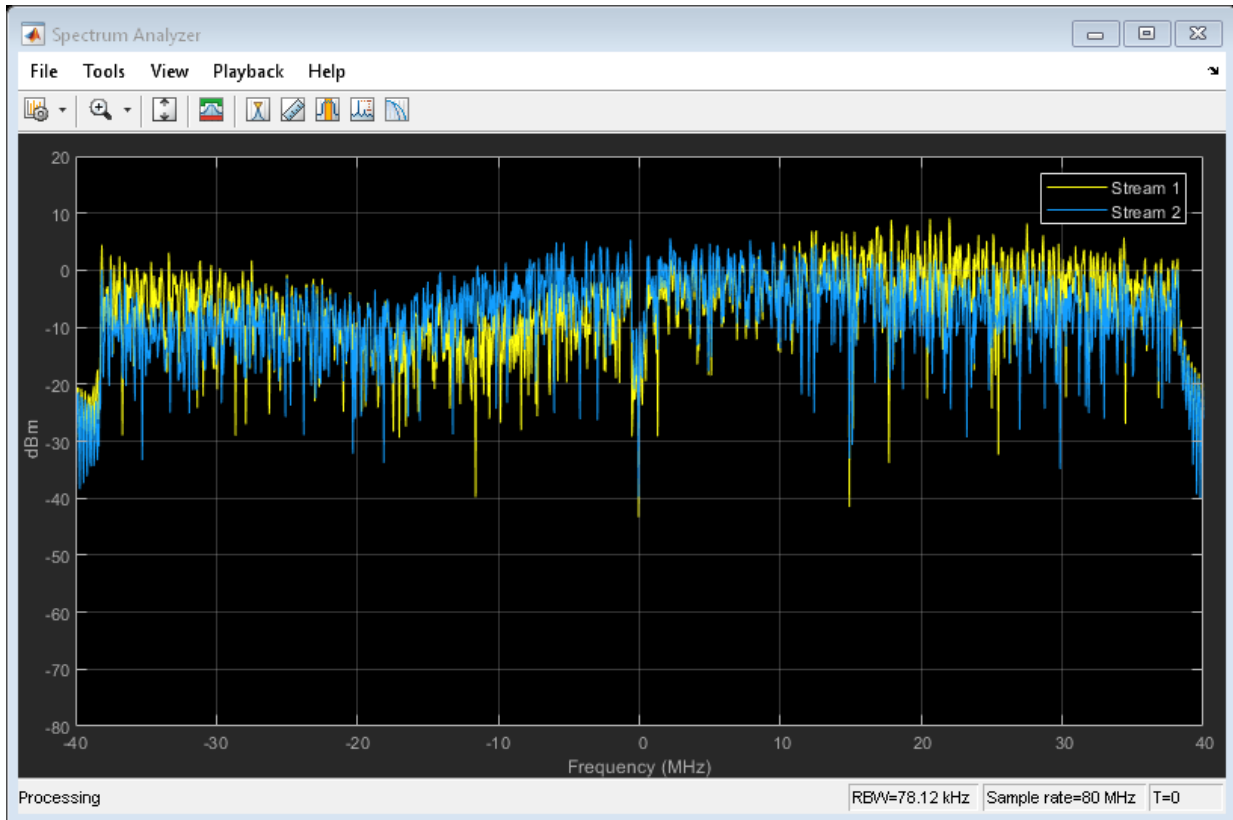 Spectrum Analyzer
File Tools View Playback Help
20
10
0
-10
-20
-30
-40
-50
-60
-70
-80
dBm
Stream 1
Stream 2
-40 -30 -20 -10 0 10 20 30 40
Frequency (MHz)
Processing RBW=78.12 kHz Sample rate=80 MHz T=0